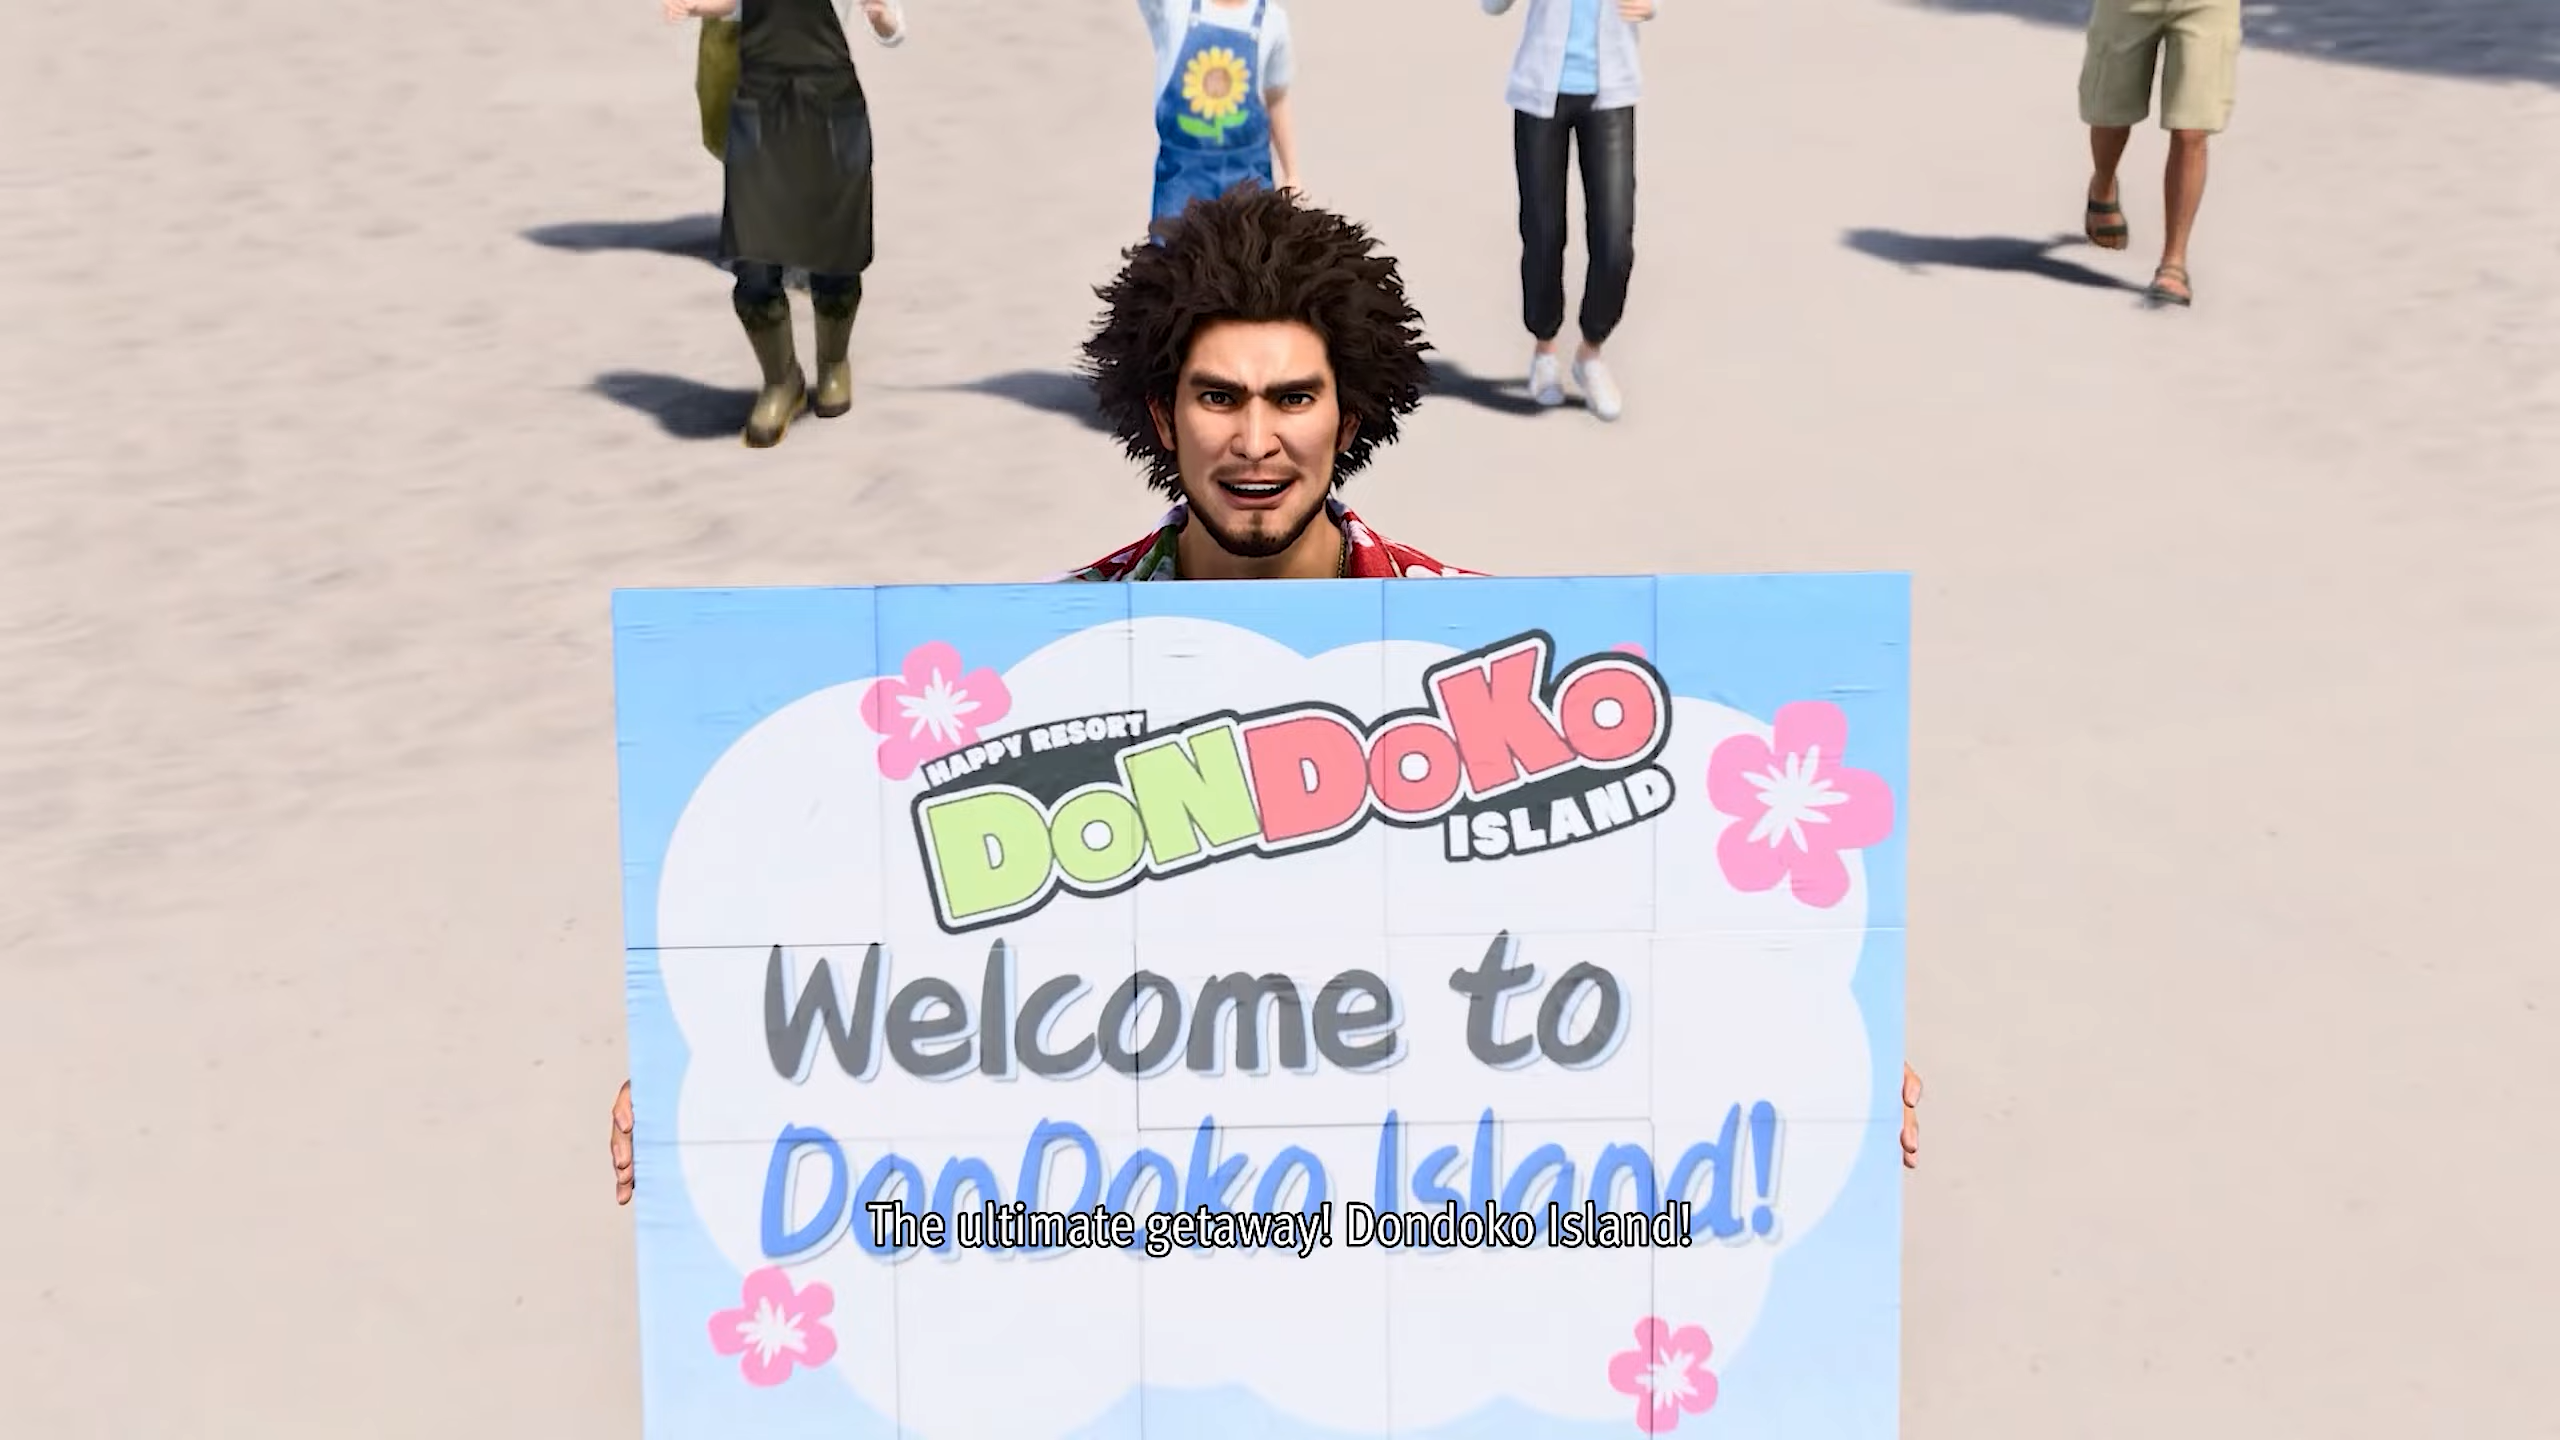 HAPPY RESORT
DONDOKO
ISLAND
Welcome to
DonDoko Island!
The ultimate getaway! Dondoko Island!